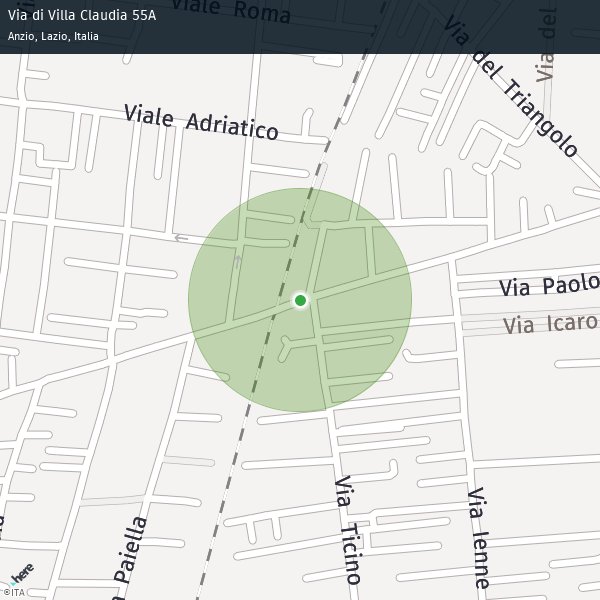 Via di Villa Claudia 55A
Anzio, Lazio, Italia
Viale Roma
Via del
Via del Triangolo
Viale Adriatico
Via Paolo
Via Icaro
Via Ticino
Via Ienne
Paiella
here
©ITA